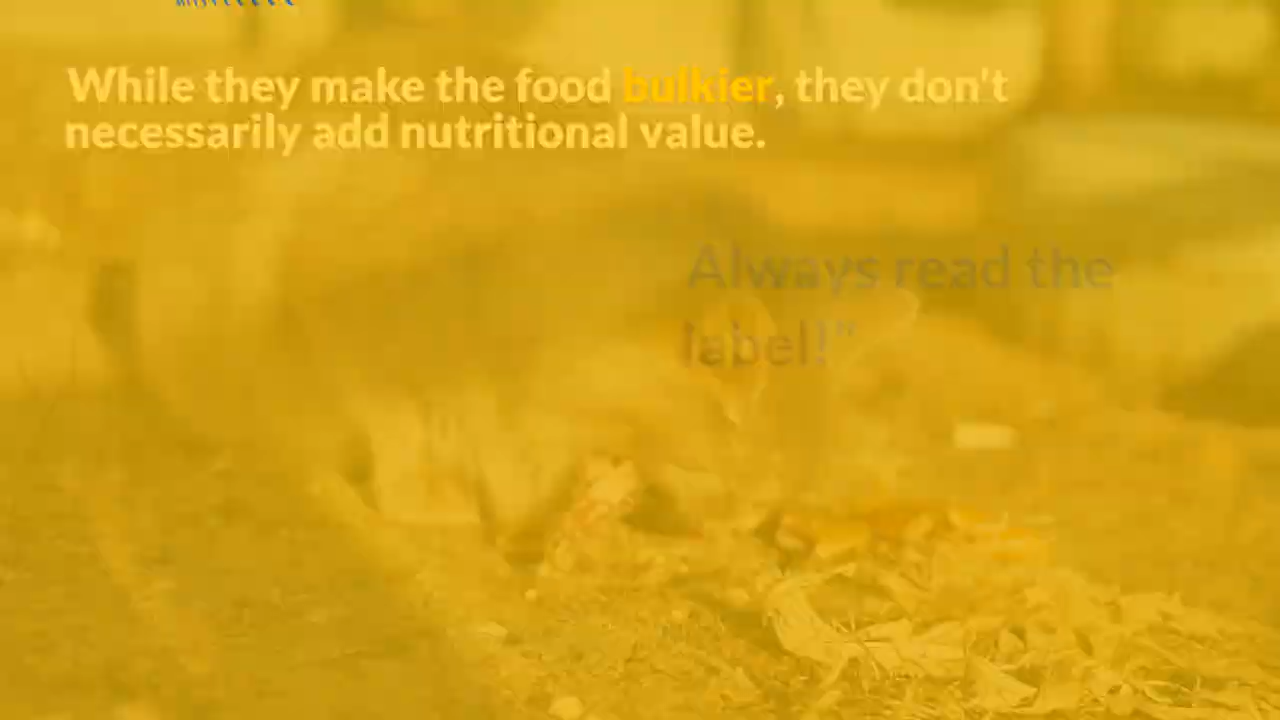 While they make the food bulkier, they don't
necessarily add nutritional value.
Always read the
label!"